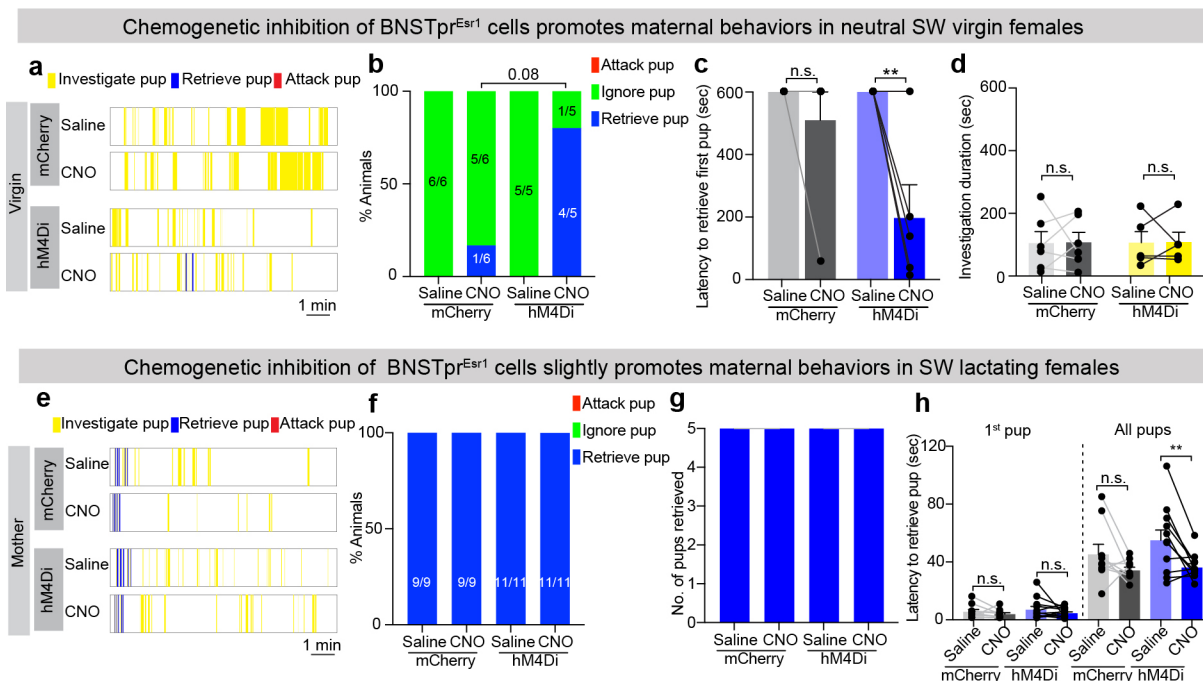 Chemogenetic inhibition of BNSTprEsr1 cells promotes maternal behaviors in neutral SW virgin females
a
Investigate pup Retrieve pup Attack pup
Virgin
mCherry
Saline
CNO
hM4Di
Saline
CNO
1 min
b
0.08
Attack pup
Ignore pup
Retrieve pup
% Animals
100
50
0
6/6
5/6
1/6
5/5
1/5
4/5
Saline CNO Saline CNO
mCherry hM4Di
c
Latency to retrieve first pup (sec)
n.s. **
600
400
200
0
Saline CNO Saline CNO
mCherry hM4Di
d
Investigation duration (sec)
600
400
200
0
n.s. n.s.
Saline CNO Saline CNO
mCherry hM4Di
Chemogenetic inhibition of BNSTprEsr1 cells slightly promotes maternal behaviors in SW lactating females
e
Investigate pup Retrieve pup Attack pup
Mother
mCherry
Saline
CNO
hM4Di
Saline
CNO
1 min
f
Attack pup
Ignore pup
Retrieve pup
% Animals
100
50
0
9/9 9/9 11/11 11/11
Saline CNO Saline CNO
mCherry hM4Di
g
No. of pups retrieved
5
4
3
2
1
0
Saline CNO Saline CNO
mCherry hM4Di
h
1st pup All pups
Latency to retrieve pup (sec)
120
80
40
0
n.s. n.s. n.s. **
Saline CNO Saline CNO Saline CNO Saline CNO
mCherry hM4Di mCherry hM4Di